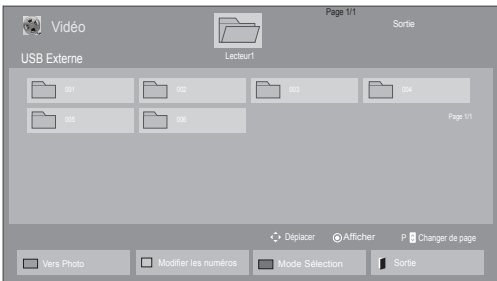 Page 1/1
Vidéo
Sortie
Lecteur1
USB Externe
001 002 003 004
005 006
Page 1/1
Déplacer Afficher P Changer de page
Vers Photo Modifier les numéros Mode Sélection Sortie